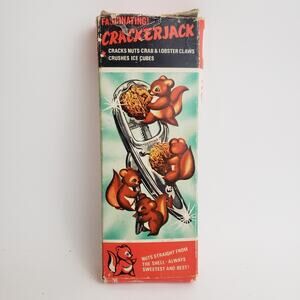 FASCINATING!
CRACKERJACK
CRACKS NUTS CRAB & LOBSTER CLAWS
CRUSHES ICE CUBES
NUTS STRAIGHT FROM
THE SHELL - ALWAYS
SWEETEST AND BEST!